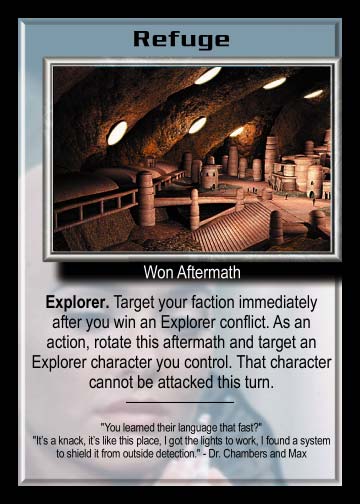 Refuge
Won Aftermath
Explorer. Target your faction immediately
after you win an Explorer conflict. As an
action, rotate this aftermath and target an
Explorer character you control. That character
cannot be attacked this turn.
"You learned their language that fast?"
"It's a knack, it's like this place, I got the lights to work, I found a system
to shield it from outside detection." - Dr. Chambers and Max